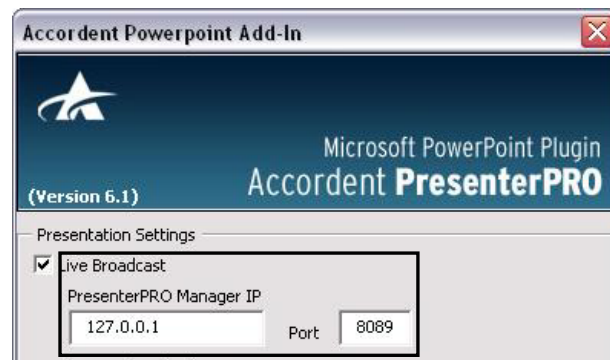 Accordent Powerpoint Add-In
Microsoft PowerPoint Plugin
(Version 6.1) Accordent PresenterPRO
Presentation Settings
Live Broadcast
PresenterPRO Manager IP
127.0.0.1 Port 8089